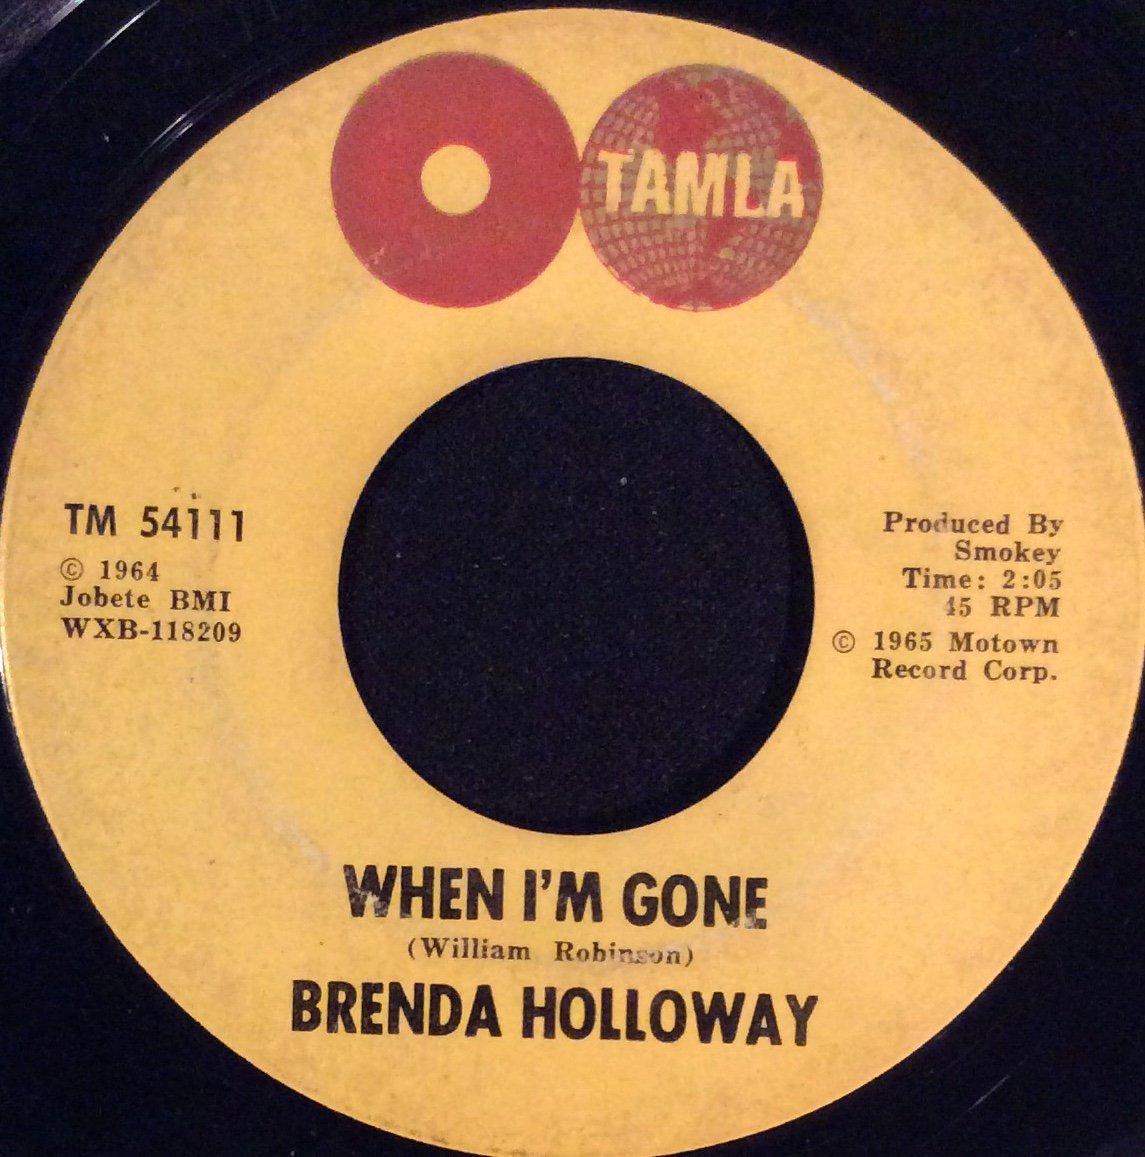 TAMLA
TM 54111
© 1964
Jobete BMI
WXB-118209
Produced By
Smokey
Time: 2:05
45 RPM
© 1965 Motown
Record Corp.
WHEN I'M GONE
(William Robinson)
BRENDA HOLLOWAY